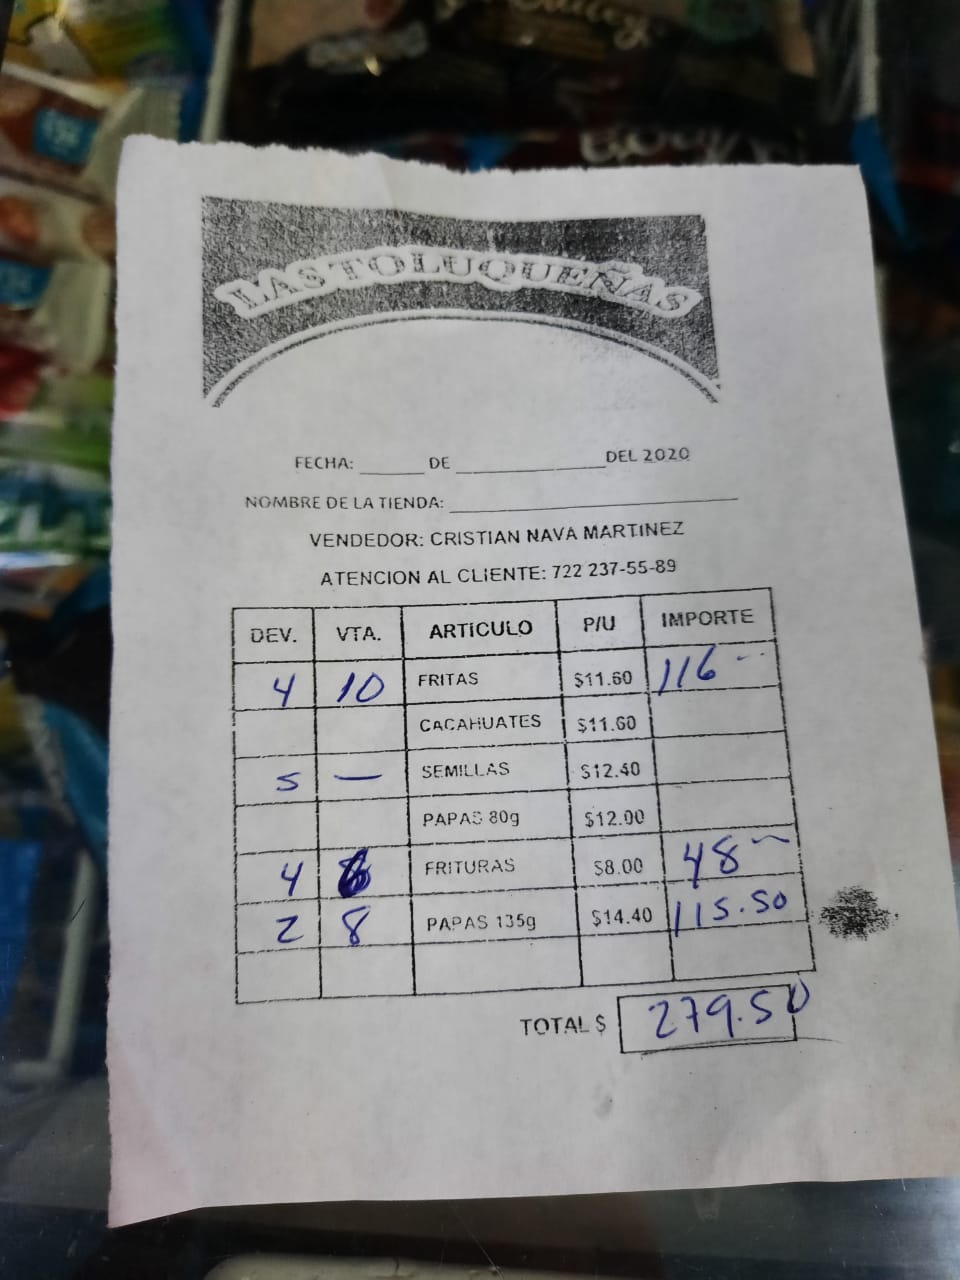 LAS TOLUQUEÑAS
FECHA: ______ DE ______________ DEL 2020
NOMBRE DE LA TIENDA: ___________________________
VENDEDOR: CRISTIAN NAVA MARTINEZ
ATENCION AL CLIENTE: 722 237-55-89
DEV. VTA. ARTICULO P/U IMPORTE
4 10 FRITAS $11.60 116 --
CACAHUATES $11.60
5 — SEMILLAS $12.40
PAPAS 80g $12.00
4 6 FRITURAS $8.00 48 --
2 8 PAPAS 135g $14.40 115.50
TOTAL $ 279.50